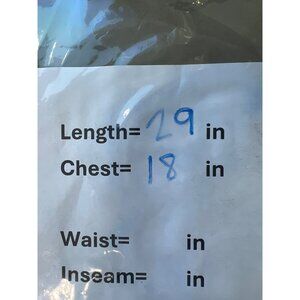 Length= 29 in
Chest= 18 in
Waist= in
Inseam= in